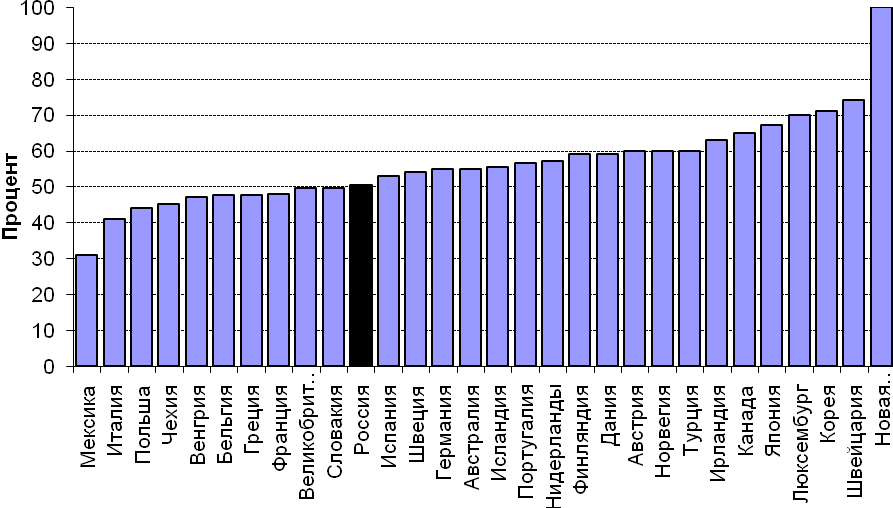 100
90
80
70
60
50
40
30
20
10
0
Процент
Мексика
Италия
Польша
Чехия
Венгрия
Бельгия
Греция
Франция
Великобрит..
Словакия
Россия
Испания
Швеция
Германия
Австралия
Исландия
Португалия
Нидерланды
Финляндия
Дания
Австрия
Норвегия
Турция
Ирландия
Канада
Япония
Люксембург
Корея
Швейцария
Новая..